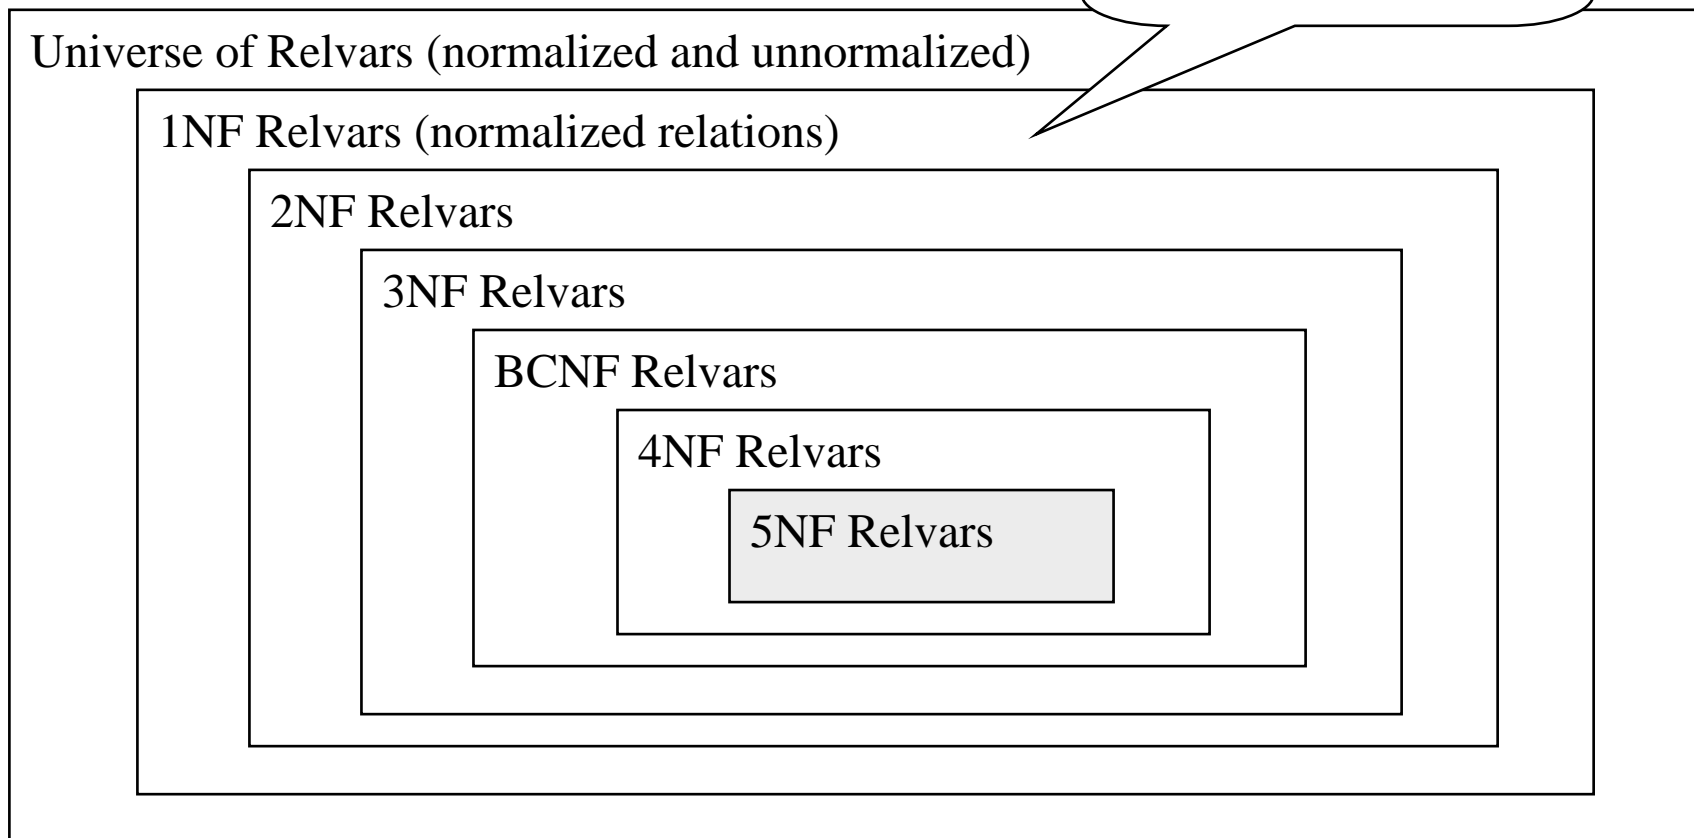 Universe of Relvars (normalized and unnormalized)
1NF Relvars (normalized relations)
2NF Relvars
3NF Relvars
BCNF Relvars
4NF Relvars
5NF Relvars